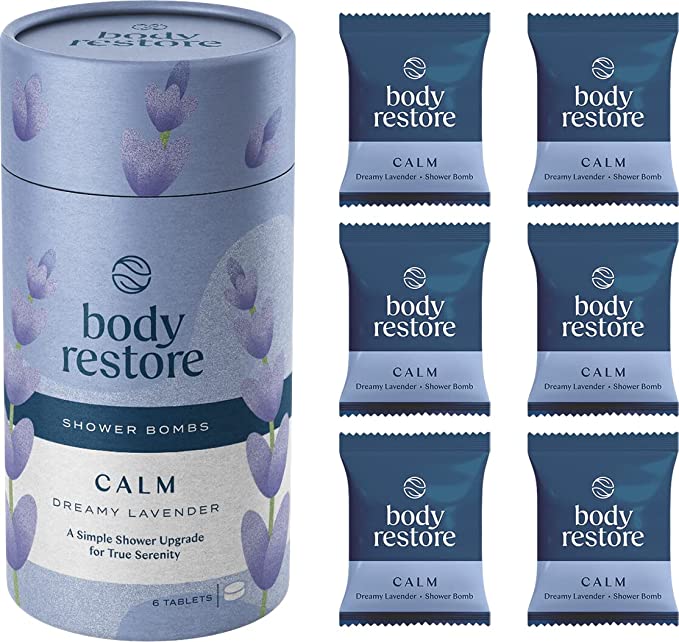 body
restore
body
restore
SHOWER BOMBS
CALM
DREAMY LAVENDER
A Simple Shower Upgrade
for True Serenity
6 TABLETS
body
restore
CALM
Dreamy Lavender • Shower Bomb
body
restore
CALM
Dreamy Lavender • Shower Bomb
body
restore
CALM
Dreamy Lavender • Shower Bomb
body
restore
CALM
Dreamy Lavender • Shower Bomb
body
restore
CALM
Dreamy Lavender • Shower Bomb
body
restore
CALM
Dreamy Lavender • Shower Bomb